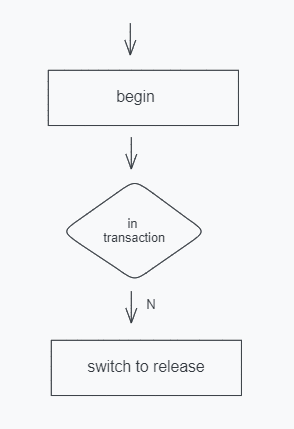 begin
in
transaction
N
switch to release